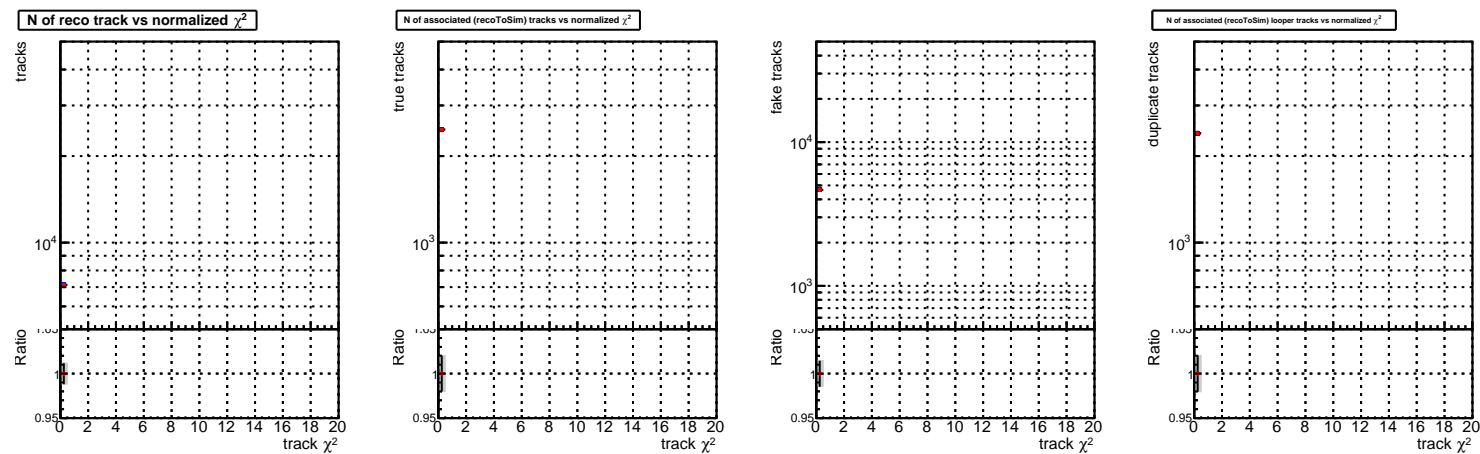 N of reco track vs normalized χ²
tracks
10⁴
Ratio
1
0.95
0 2 4 6 8 10 12 14 16 18 20
track χ²
N of associated (recoToSim) tracks vs normalized χ²
true tracks
10³
Ratio
1
0.95
0 2 4 6 8 10 12 14 16 18 20
track χ²
fake tracks
10⁴
10³
Ratio
1
0.95
0 2 4 6 8 10 12 14 16 18 20
track χ²
N of associated (recoToSim) looper tracks vs normalized χ²
duplicate tracks
10³
Ratio
1
0.95
0 2 4 6 8 10 12 14 16 18 20
track χ²